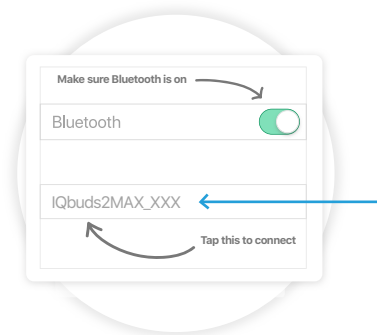 Make sure Bluetooth is on
Bluetooth
IQbuds2MAX_XXX
Tap this to connect